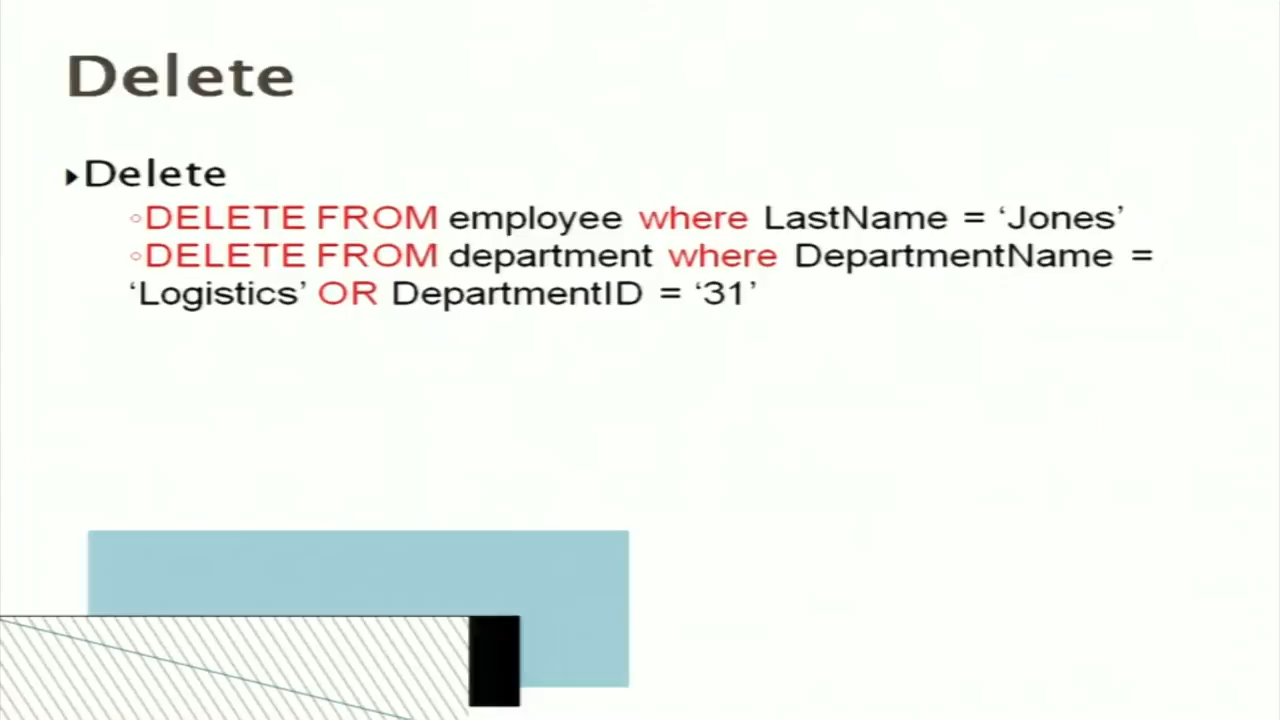 Delete
Delete
DELETE FROM employee where LastName = ‘Jones’
DELETE FROM department where DepartmentName =
‘Logistics’ OR DepartmentID = ‘31’